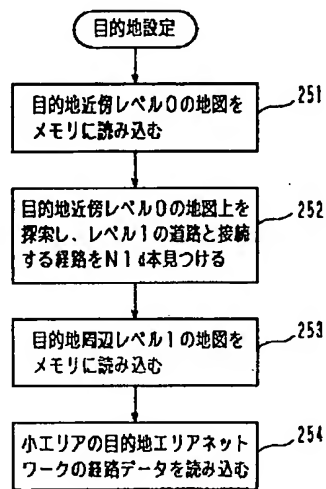 目的地設定
目的地近傍レベル0の地図を
メモリに読み込む
251
目的地近傍レベル0の地図上を
探索し、レベル1の道路と接続
する経路をN1d本見つける
252
目的地周辺レベル1の地図を
メモリに読み込む
253
小エリアの目的地エリアネット
ワークの経路データを読み込む
254